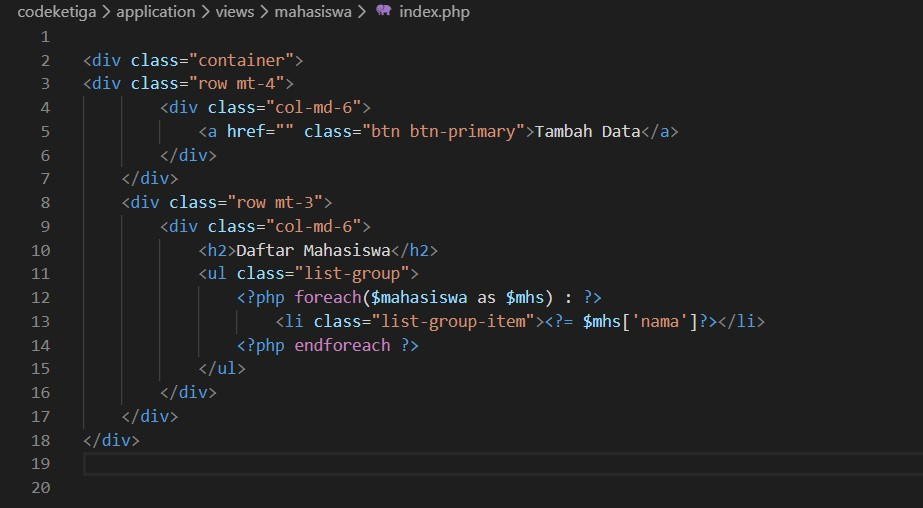 codeketiga > application > views > mahasiswa > index.php
1
2 <div class="container">
3 <div class="row mt-4">
4         <div class="col-md-6">
5             <a href="" class="btn btn-primary">Tambah Data</a>
6         </div>
7     </div>
8     <div class="row mt-3">
9         <div class="col-md-6">
10             <h2>Daftar Mahasiswa</h2>
11             <ul class="list-group">
12                 <?php foreach($mahasiswa as $mhs) : ?>
13                     <li class="list-group-item"><?= $mhs['nama']?></li>
14                 <?php endforeach ?>
15             </ul>
16         </div>
17     </div>
18 </div>
19
20